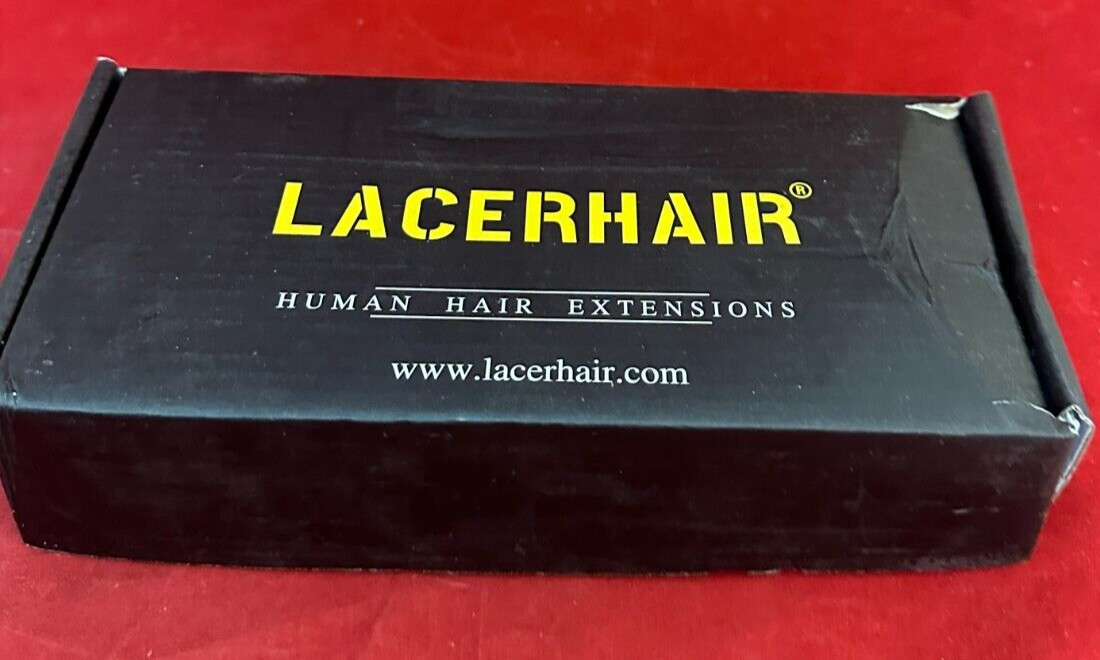 LACERHAIR®
HUMAN HAIR EXTENSIONS
www.lacerhair.com